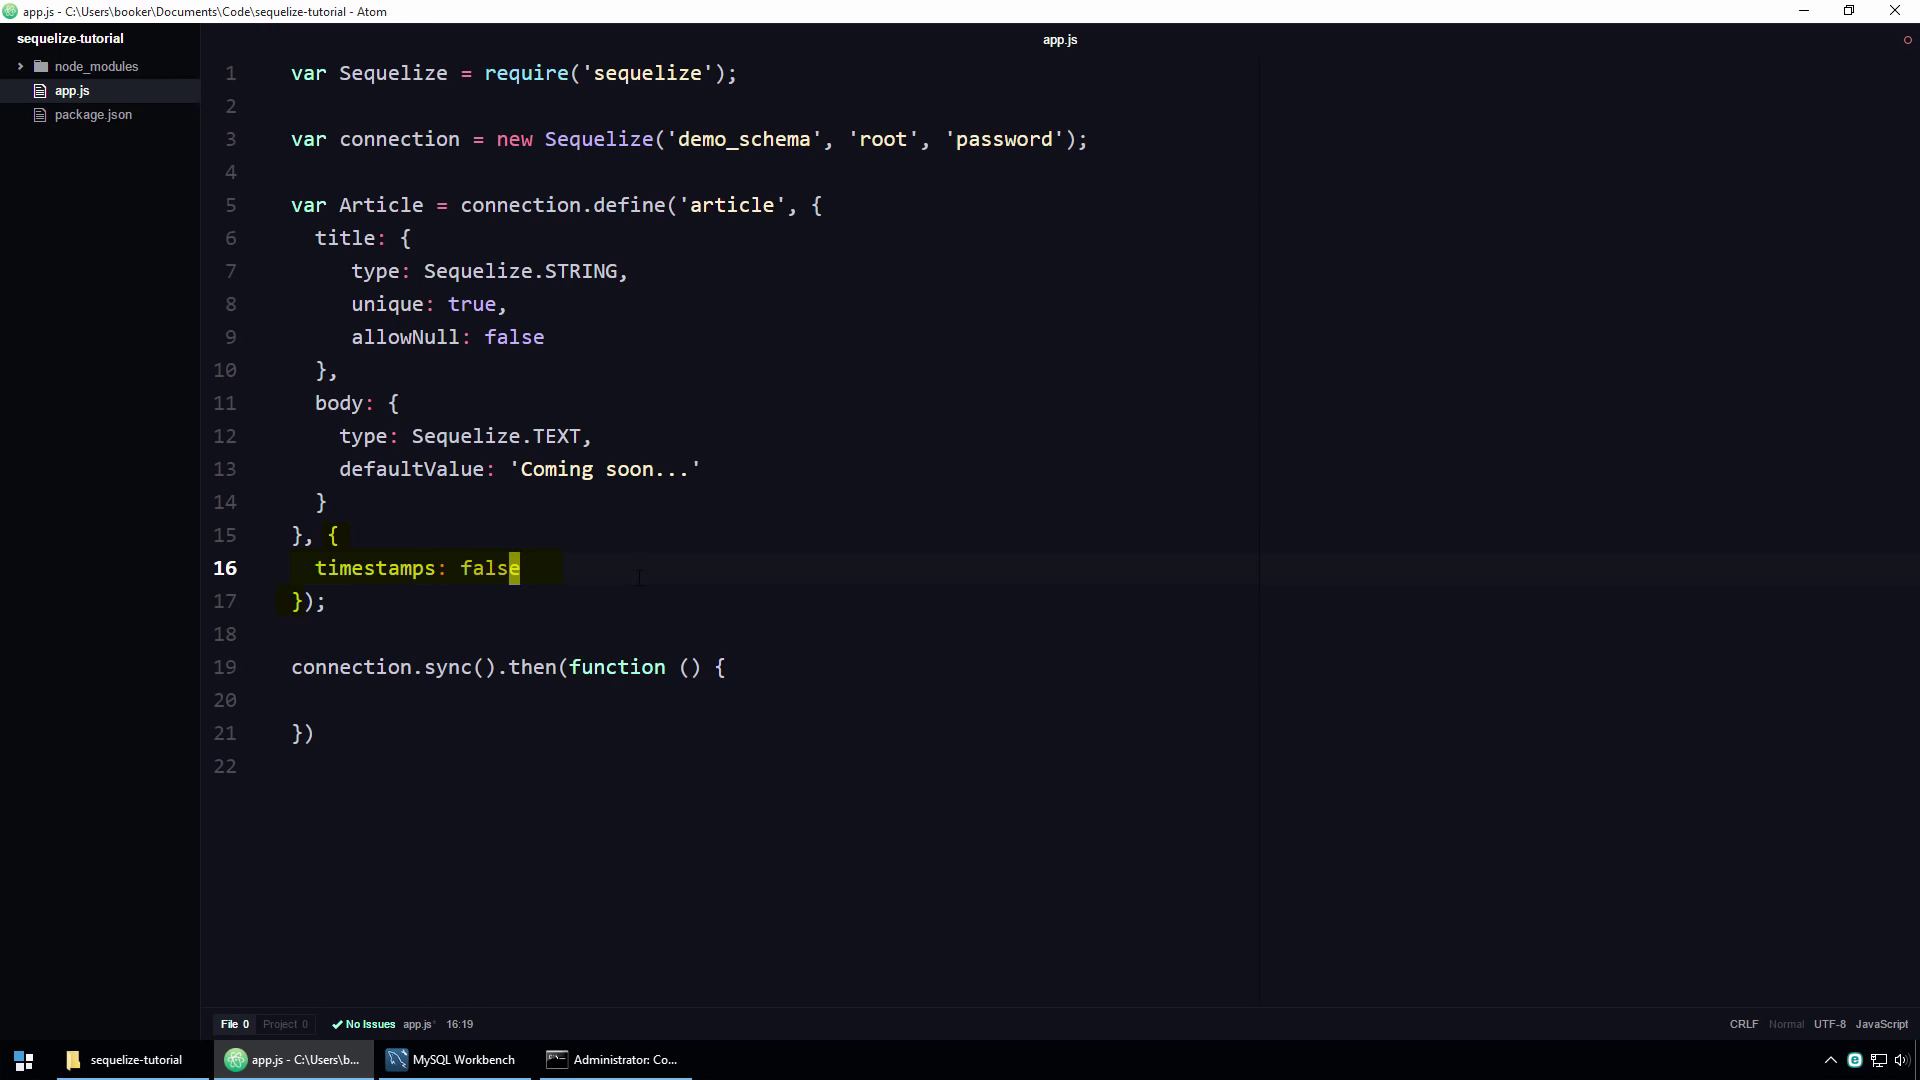 app.js - C:\Users\booker\Documents\Code\sequelize-tutorial - Atom
sequelize-tutorial
node_modules
app.js
package.json
app.js
1 var Sequelize = require('sequelize');
2
3 var connection = new Sequelize('demo_schema', 'root', 'password');
4
5 var Article = connection.define('article', {
6 title: {
7 type: Sequelize.STRING,
8 unique: true,
9 allowNull: false
10 },
11 body: {
12 type: Sequelize.TEXT,
13 defaultValue: 'Coming soon...'
14 }
15 }, {
16 timestamps: false
17 });
18
19 connection.sync().then(function () {
20
21 })
22
File 0 Project 0 No Issues app.js* 16:19 CRLF Normal UTF-8 JavaScript
sequelize-tutorial app.js - C:\Users\b... MySQL Workbench Administrator: Co...